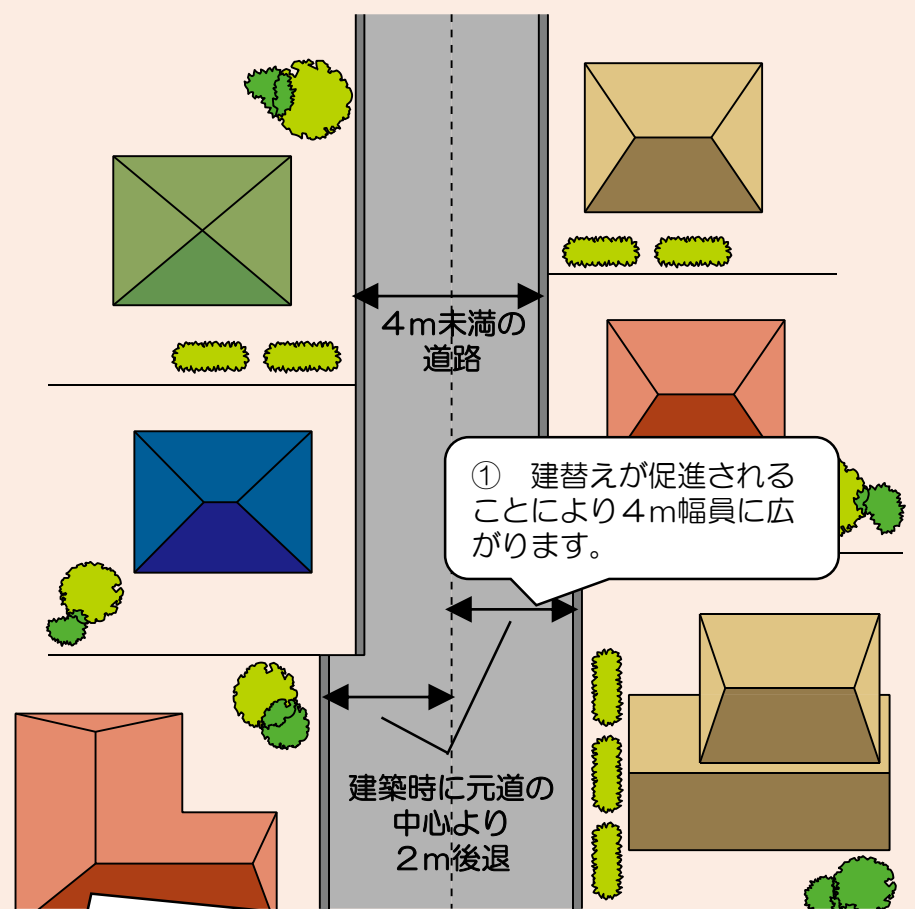 4m未満の
道路
① 建替えが促進される
ことにより4m幅員に広
がります。
建築時に元道の
中心より
2m後退